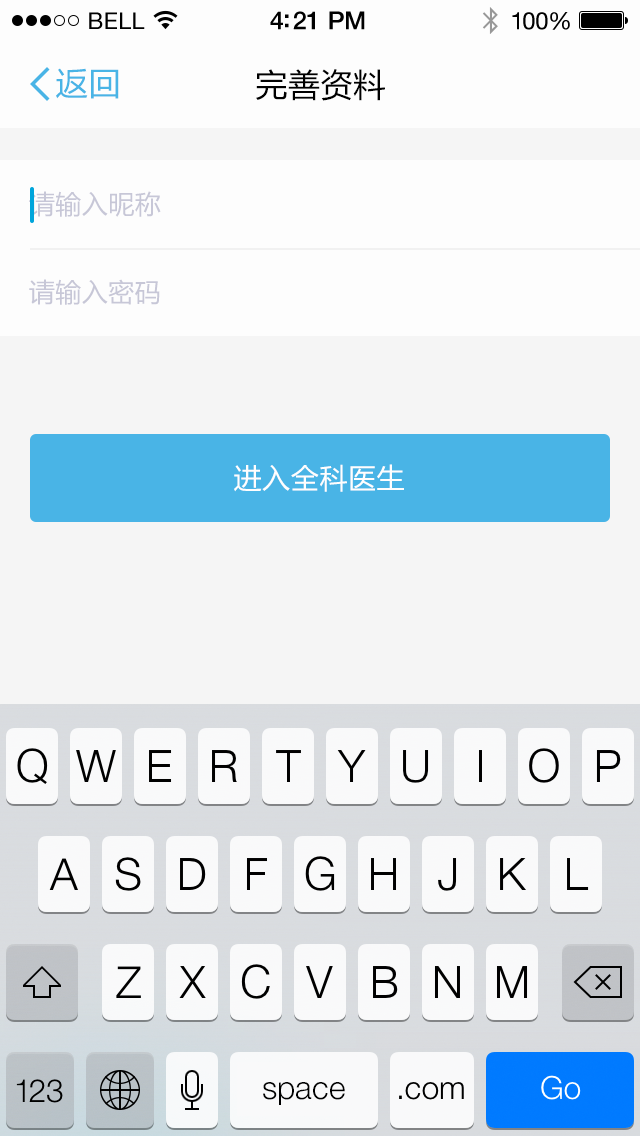 BELL 4:21 PM 100%
返回 完善资料
请输入昵称
请输入密码
进入全科医生
Q W E R T Y U I O P
A S D F G H J K L
Z X C V B N M
123 space .com Go